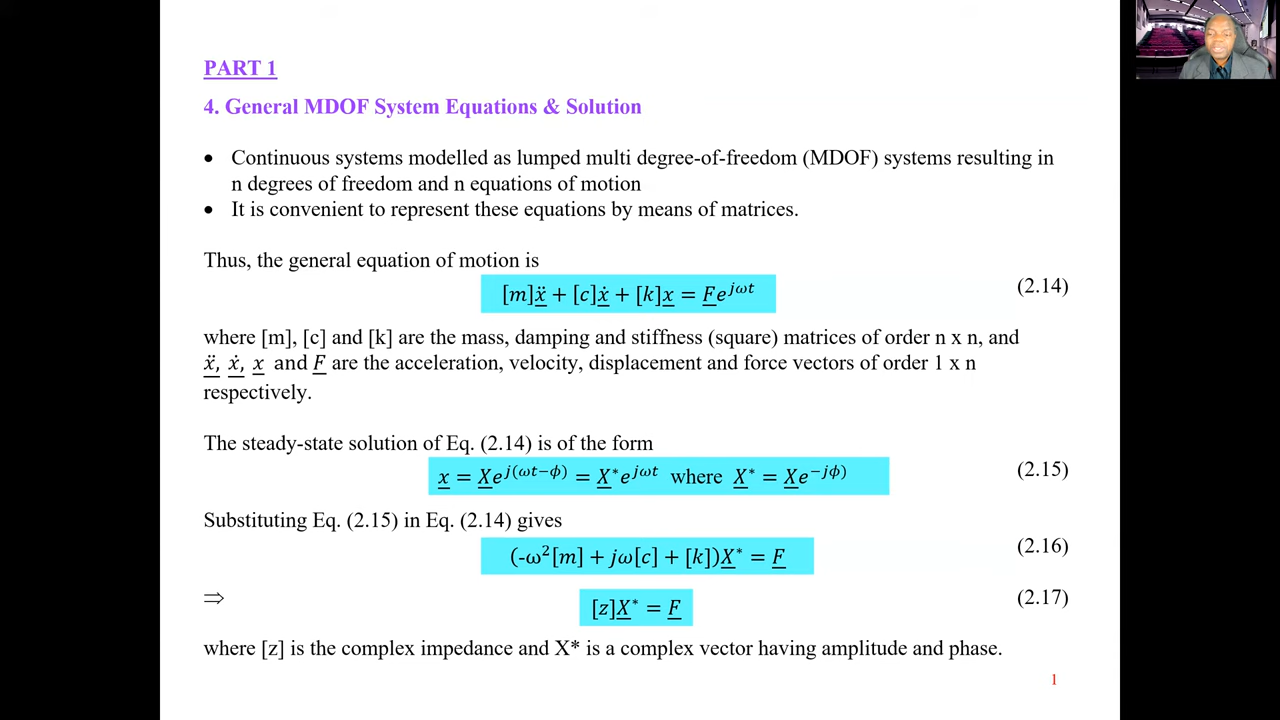 PART 1
4. General MDOF System Equations & Solution
• Continuous systems modelled as lumped multi degree-of-freedom (MDOF) systems resulting in
n degrees of freedom and n equations of motion
• It is convenient to represent these equations by means of matrices.
Thus, the general equation of motion is
[m]ẍ + [c]ẋ + [k]x = Fe^{jωt} (2.14)
where [m], [c] and [k] are the mass, damping and stiffness (square) matrices of order n x n, and
ẍ, ẋ, x and F are the acceleration, velocity, displacement and force vectors of order 1 x n
respectively.
The steady-state solution of Eq. (2.14) is of the form
x = Xe^{j(ωt−ϕ)} = X*e^{jωt} where X* = Xe^{−jϕ)} (2.15)
Substituting Eq. (2.15) in Eq. (2.14) gives
(-ω²[m] + jω[c] + [k])X* = F (2.16)
⇒ [z]X* = F (2.17)
where [z] is the complex impedance and X* is a complex vector having amplitude and phase.
1